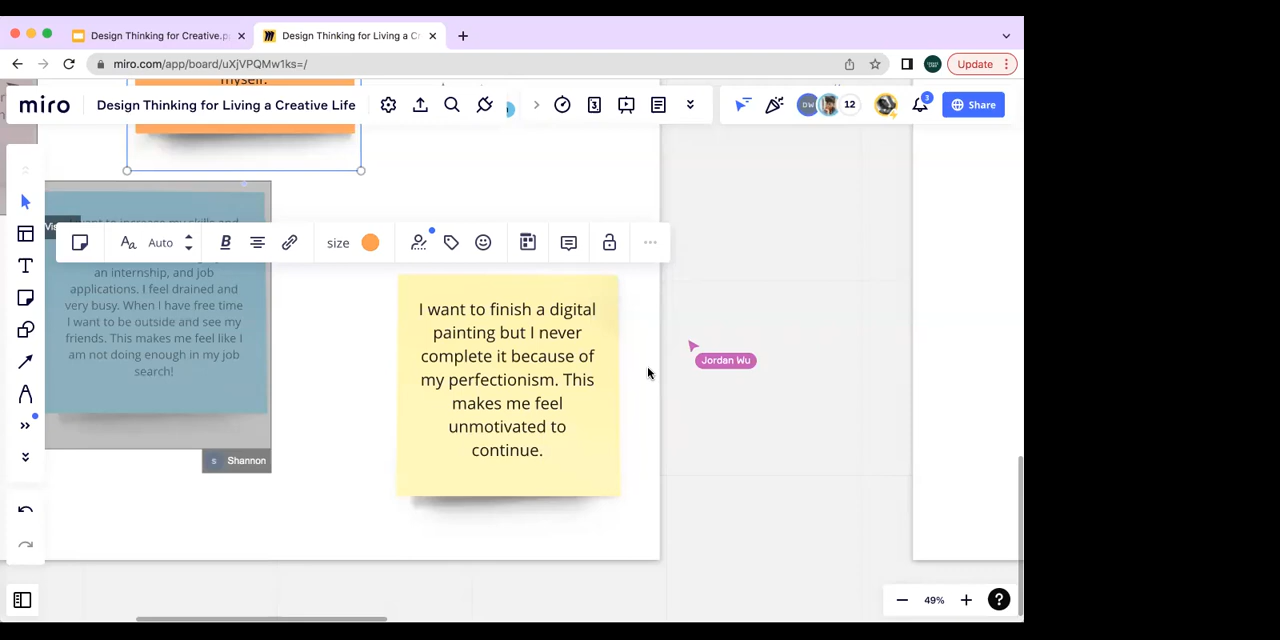 Design Thinking for Creative.p
Design Thinking for Living a C
miro.com/app/board/uXjVPQMw1ks=/
Update
myself.
miro
Design Thinking for Living a Creative Life
3
DW
12
3
Share
Auto
B
size
an internship, and job
applications. I feel drained and
very busy. When I have free time
I want to be outside and see my
friends. This makes me feel like I
am not doing enough in my job
search!
S Shannon
I want to finish a digital
painting but I never
complete it because of
my perfectionism. This
makes me feel
unmotivated to
continue.
Jordan Wu
49%